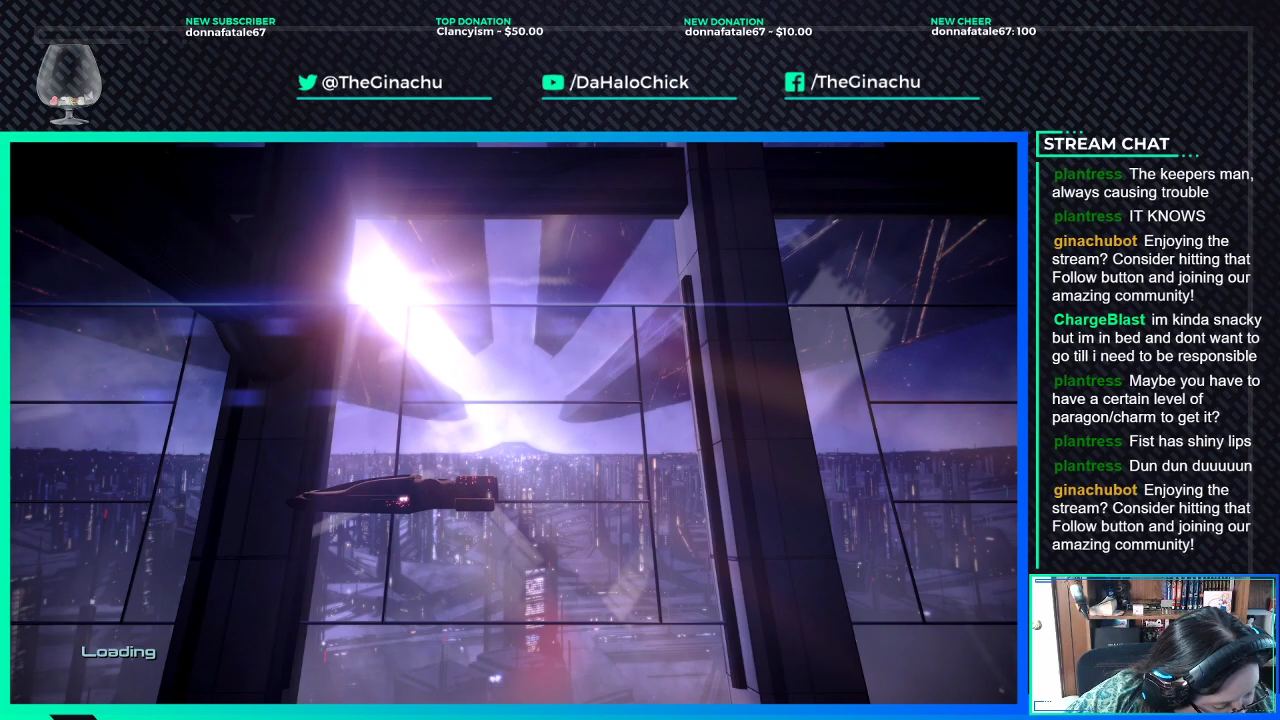 NEW SUBSCRIBER
donnafatale67
TOP DONATION
Clancyism - $50.00
NEW DONATION
donnafatale67 - $10.00
NEW CHEER
donnafatale67: 100
@TheGinachu
/DaHaloChick
/TheGinachu
STREAM CHAT
plantress The keepers man,
always causing trouble
plantress IT KNOWS
ginachubot Enjoying the
stream? Consider hitting that
Follow button and joining our
amazing community!
ChargeBlast im kinda snacky
but im in bed and dont want to
go till i need to be responsible
plantress Maybe you have to
have a certain level of
paragon/charm to get it?
plantress Fist has shiny lips
plantress Dun dun duuuuun
ginachubot Enjoying the
stream? Consider hitting that
Follow button and joining our
amazing community!
Loading